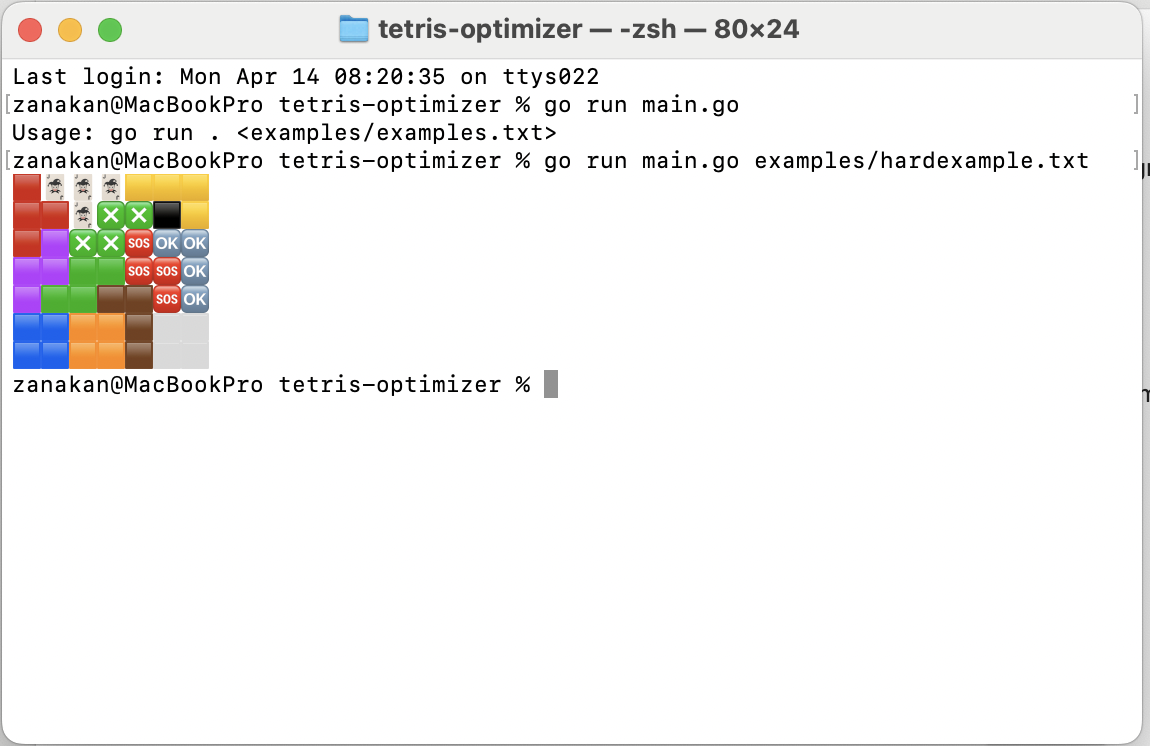 tetris-optimizer — -zsh — 80×24
Last login: Mon Apr 14 08:20:35 on ttys022
[zanakan@MacBookPro tetris-optimizer % go run main.go ]
Usage: go run . <examples/examples.txt>
[zanakan@MacBookPro tetris-optimizer % go run main.go examples/hardexample.txt ]
SOS OK OK
SOS SOS OK
SOS OK
zanakan@MacBookPro tetris-optimizer %